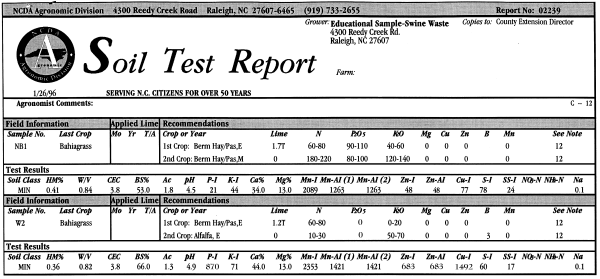 NCDA Agronomic Division 4300 Reedy Creek Road Raleigh, NC 27607-6465 (919) 733-2655 Report No: 02239
Grower: Educational Sample-Swine Waste Copies to: County Extension Director
4300 Reedy Creek Rd.
Raleigh, NC 27607
NCDA
Agronomic Division
Soil Test Report
Farm:
1/26/96 SERVING N.C. CITIZENS FOR OVER 50 YEARS
Agronomist Comments: C - 12
Field Information Applied Lime Recommendations
Sample No. Last Crop Mo Yr T/A Crop or Year Lime N P2O5 K2O Mg Cu Zn B Mn See Note
NB1 Bahiagrass 1st Crop: Berm Hay/Pas,E 1.7T 60-80 90-110 40-60 0 0 0 0 0 12
2nd Crop: Berm Hay/Pas,M 0 180-220 80-100 120-140 0 0 0 0 0 12
Test Results
Soil Class HM% W/V CEC BS% Ac pH P-I K-I Ca% Mg% Mn-I Mn-AI (1) Mn-AI (2) Zn-I Zn-AI Cu-I S-I SS-I NO3-N NH4-N Na
MIN 0.41 0.84 3.8 53.0 1.8 4.5 21 44 34.0 13.0 2089 1263 1263 48 48 77 78 24 0.1
Field Information Applied Lime Recommendations
Sample No. Last Crop Mo Yr T/A Crop or Year Lime N P2O5 K2O Mg Cu Zn B Mn See Note
W2 Bahiagrass 1st Crop: Berm Hay/Pas,E 1.2T 60-80 0 0-20 0 0 0 0 0 12
2nd Crop: Alfalfa, E 0 10-30 0 50-70 0 0 0 3 0 12
Test Results
Soil Class HM% W/V CEC BS% Ac pH P-I K-I Ca% Mg% Mn-I Mn-AI (1) Mn-AI (2) Zn-I Zn-AI Cu-I S-I SS-I NO3-N NH4-N Na
MIN 0.36 0.82 3.8 66.0 1.3 4.9 870 71 44.0 13.0 2353 1421 1421 683 683 1492 60 0.1